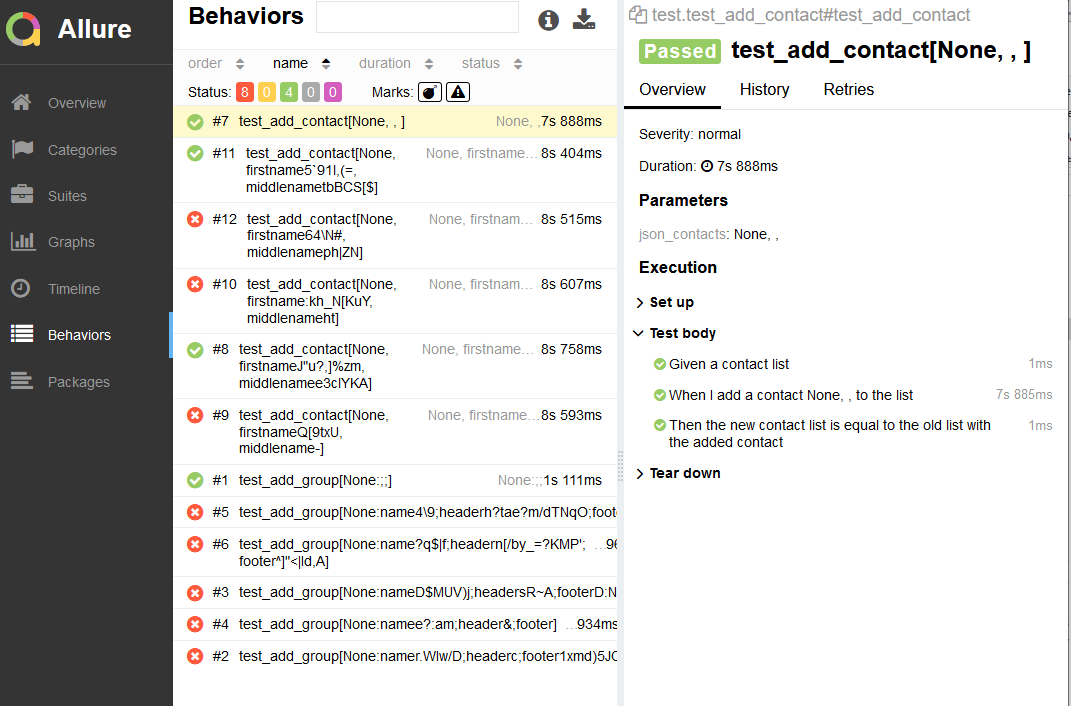 Allure
Overview
Categories
Suites
Graphs
Timeline
Behaviors
Packages
Behaviors
order name duration status
Status: 8 0 4 0 0 Marks:
#7 test_add_contact[None, , ] None, , 7s 888ms
#11 test_add_contact[None, None, firstname... 8s 404ms
firstname5`91l,(=,
middlenametbBCS[$]
#12 test_add_contact[None, None, firstnam... 8s 515ms
firstname64\N#,
middlenameph|ZN]
#10 test_add_contact[None, None, firstnam... 8s 607ms
firstname:kh_N[KuY,
middlenameht]
#8 test_add_contact[None, None, firstname... 8s 758ms
firstnameJ"u?,]%zm,
middlenamee3clYKA]
#9 test_add_contact[None, None, firstname... 8s 593ms
firstnameQ[9txU,
middlename-]
#1 test_add_group[None:;;] None:;; 1s 111ms
#5 test_add_group[None:name4\9;headerh?tae?m/dTNqO;foote
#6 test_add_group[None:name?q$|f;headern[/by_=?KMP'; ...96
footer^]"<|ld,A]
#3 test_add_group[None:nameD$MUV)j;headersR~A;footerD:N
#4 test_add_group[None:namee?:am;header&;footer] ...934ms
#2 test_add_group[None:namer.Wlw/D;headerc;footer1xmd)5JC
test.test_add_contact#test_add_contact
Passed test_add_contact[None, , ]
Overview History Retries
Severity: normal
Duration: 7s 888ms
Parameters
json_contacts: None, ,
Execution
Set up
Test body
Given a contact list 1ms
When I add a contact None, , to the list 7s 885ms
Then the new contact list is equal to the old list with 1ms
the added contact
Tear down